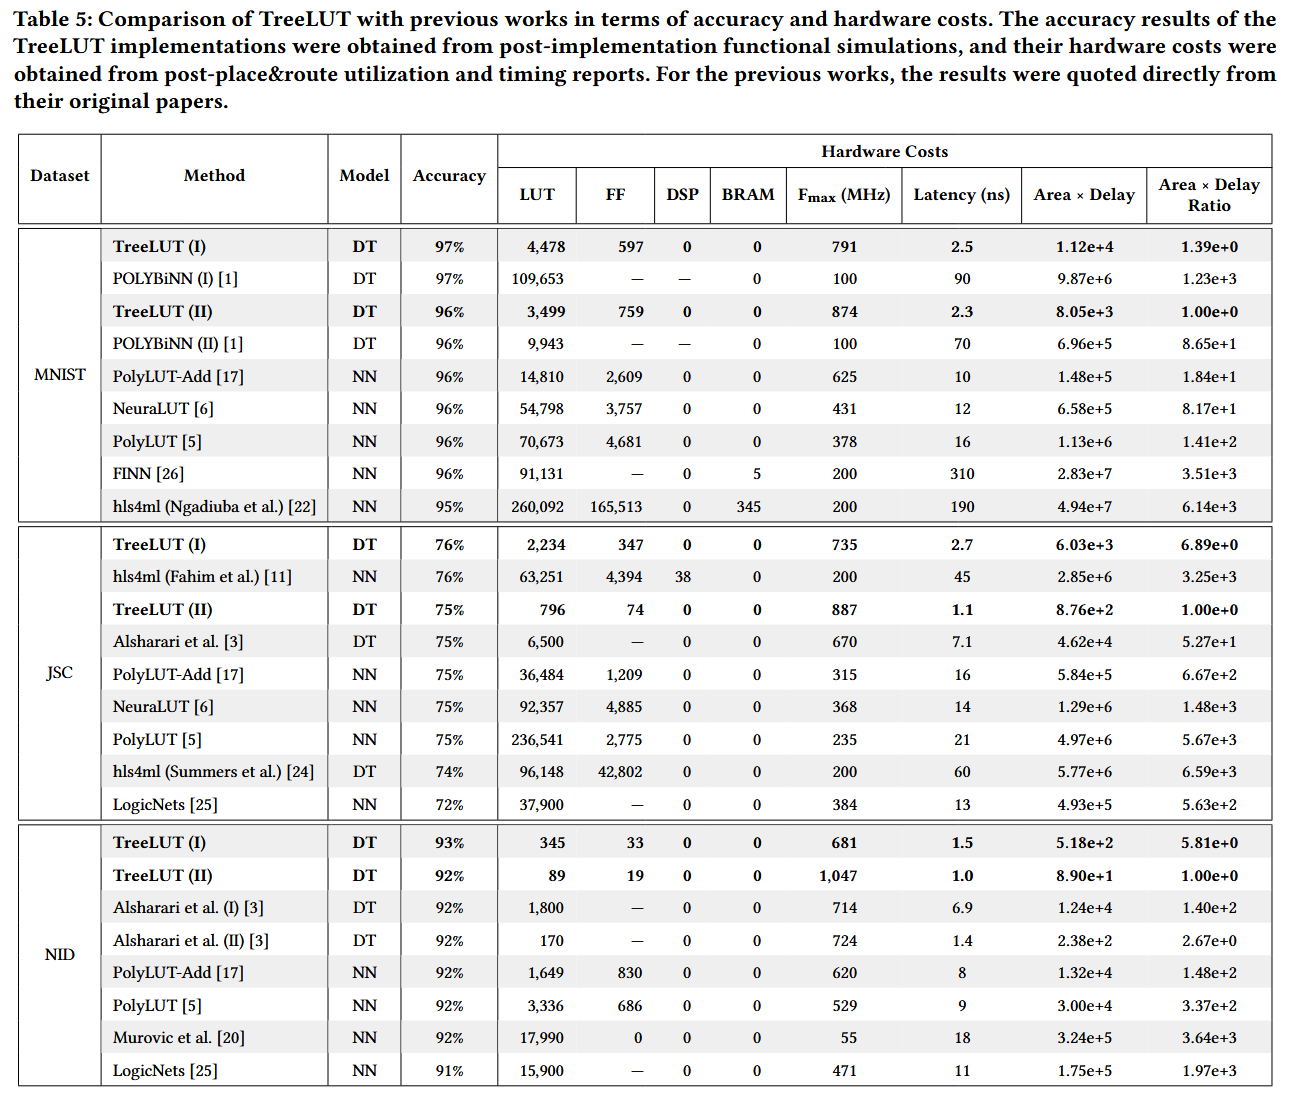 Table 5: Comparison of TreeLUT with previous works in terms of accuracy and hardware costs. The accuracy results of the
TreeLUT implementations were obtained from post-implementation functional simulations, and their hardware costs were
obtained from post-place&route utilization and timing reports. For the previous works, the results were quoted directly from
their original papers.
Dataset Method Model Accuracy Hardware Costs
LUT FF DSP BRAM Fmax (MHz) Latency (ns) Area × Delay Area × Delay Ratio
MNIST
TreeLUT (I) DT 97% 4,478 597 0 0 791 2.5 1.12e+4 1.39e+0
POLYBiNN (I) [1] DT 97% 109,653 — — 0 100 90 9.87e+6 1.23e+3
TreeLUT (II) DT 96% 3,499 759 0 0 874 2.3 8.05e+3 1.00e+0
POLYBiNN (II) [1] DT 96% 9,943 — — 0 100 70 6.96e+5 8.65e+1
PolyLUT-Add [17] NN 96% 14,810 2,609 0 0 625 10 1.48e+5 1.84e+1
NeuraLUT [6] NN 96% 54,798 3,757 0 0 431 12 6.58e+5 8.17e+1
PolyLUT [5] NN 96% 70,673 4,681 0 0 378 16 1.13e+6 1.41e+2
FINN [26] NN 96% 91,131 — 0 5 200 310 2.83e+7 3.51e+3
hls4ml (Ngadiuba et al.) [22] NN 95% 260,092 165,513 0 345 200 190 4.94e+7 6.14e+3
JSC
TreeLUT (I) DT 76% 2,234 347 0 0 735 2.7 6.03e+3 6.89e+0
hls4ml (Fahim et al.) [11] NN 76% 63,251 4,394 38 0 200 45 2.85e+6 3.25e+3
TreeLUT (II) DT 75% 796 74 0 0 887 1.1 8.76e+2 1.00e+0
Alsharari et al. [3] DT 75% 6,500 — 0 0 670 7.1 4.62e+4 5.27e+1
PolyLUT-Add [17] NN 75% 36,484 1,209 0 0 315 16 5.84e+5 6.67e+2
NeuraLUT [6] NN 75% 92,357 4,885 0 0 368 14 1.29e+6 1.48e+3
PolyLUT [5] NN 75% 236,541 2,775 0 0 235 21 4.97e+6 5.67e+3
hls4ml (Summers et al.) [24] DT 74% 96,148 42,802 0 0 200 60 5.77e+6 6.59e+3
LogicNets [25] NN 72% 37,900 — 0 0 384 13 4.93e+5 5.63e+2
NID
TreeLUT (I) DT 93% 345 33 0 0 681 1.5 5.18e+2 5.81e+0
TreeLUT (II) DT 92% 89 19 0 0 1,047 1.0 8.90e+1 1.00e+0
Alsharari et al. (I) [3] DT 92% 1,800 — 0 0 714 6.9 1.24e+4 1.40e+2
Alsharari et al. (II) [3] DT 92% 170 — 0 0 724 1.4 2.38e+2 2.67e+0
PolyLUT-Add [17] NN 92% 1,649 830 0 0 620 8 1.32e+4 1.48e+2
PolyLUT [5] NN 92% 3,336 686 0 0 529 9 3.00e+4 3.37e+2
Murovic et al. [20] NN 92% 17,990 0 0 0 55 18 3.24e+5 3.64e+3
LogicNets [25] NN 91% 15,900 — 0 0 471 11 1.75e+5 1.97e+3